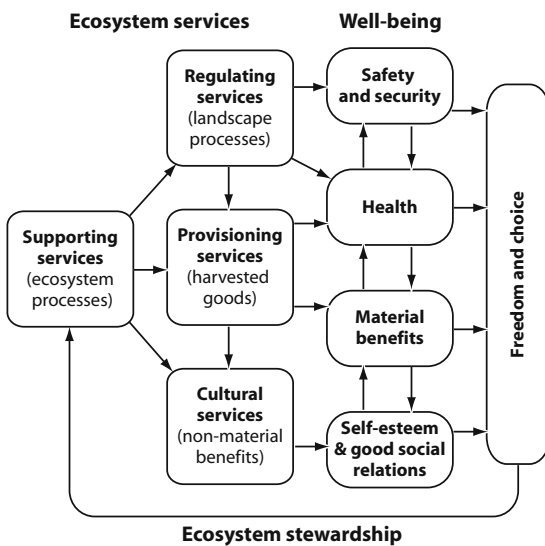 Ecosystem services
Well-being
Regulating
services
(landscape
processes)
Safety
and security
Health
Supporting
services
(ecosystem
processes)
Provisioning
services
(harvested
goods)
Material
benefits
Cultural
services
(non-material
benefits)
Self-esteem
& good social
relations
Freedom and choice
Ecosystem stewardship